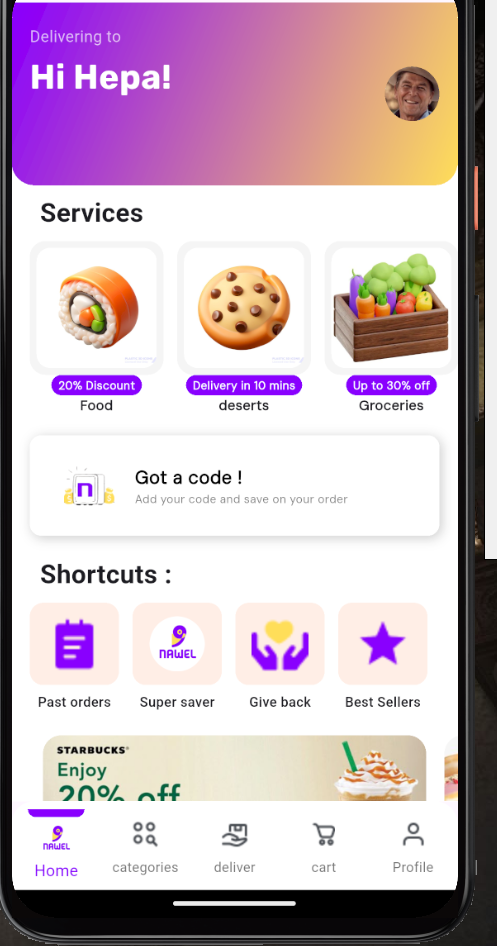 Delivering to
Hi Hepa!
Services
20% Discount
Delivery in 10 mins
Up to 30% off
Food
deserts
Groceries
n
Got a code !
Add your code and save on your order
Shortcuts :
NAWEL
Past orders
Super saver
Give back
Best Sellers
STARBUCKS®
Enjoy
20% off
NAWEL
Home
categories
deliver
cart
Profile